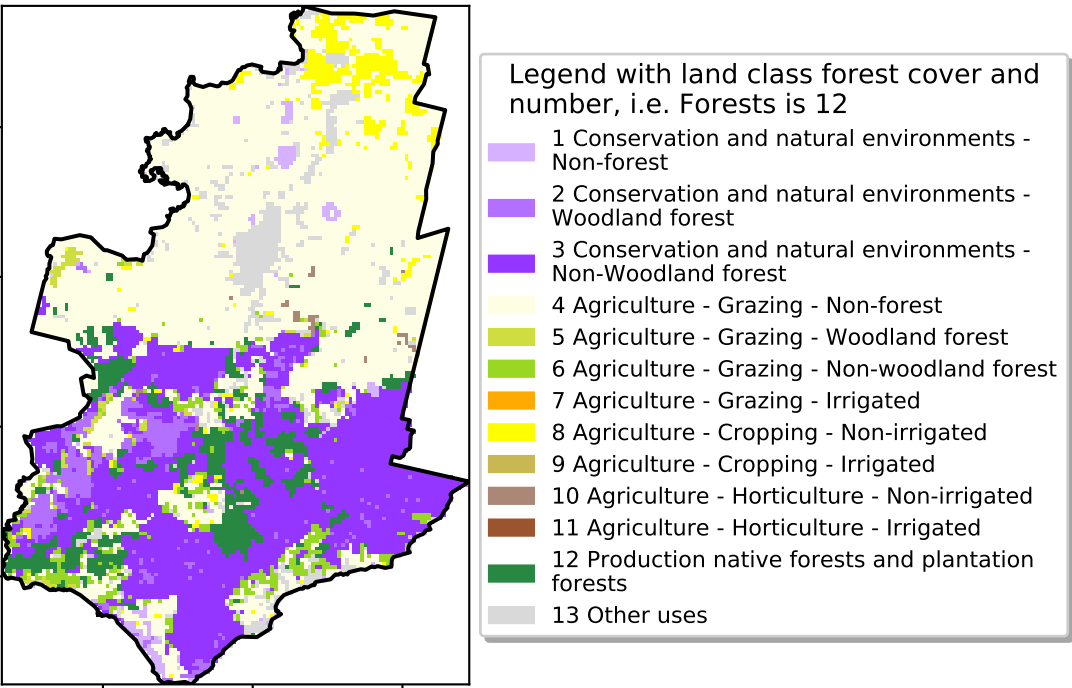 Legend with land class forest cover and
number, i.e. Forests is 12
1 Conservation and natural environments -
Non-forest
2 Conservation and natural environments -
Woodland forest
3 Conservation and natural environments -
Non-Woodland forest
4 Agriculture - Grazing - Non-forest
5 Agriculture - Grazing - Woodland forest
6 Agriculture - Grazing - Non-woodland forest
7 Agriculture - Grazing - Irrigated
8 Agriculture - Cropping - Non-irrigated
9 Agriculture - Cropping - Irrigated
10 Agriculture - Horticulture - Non-irrigated
11 Agriculture - Horticulture - Irrigated
12 Production native forests and plantation
forests
13 Other uses